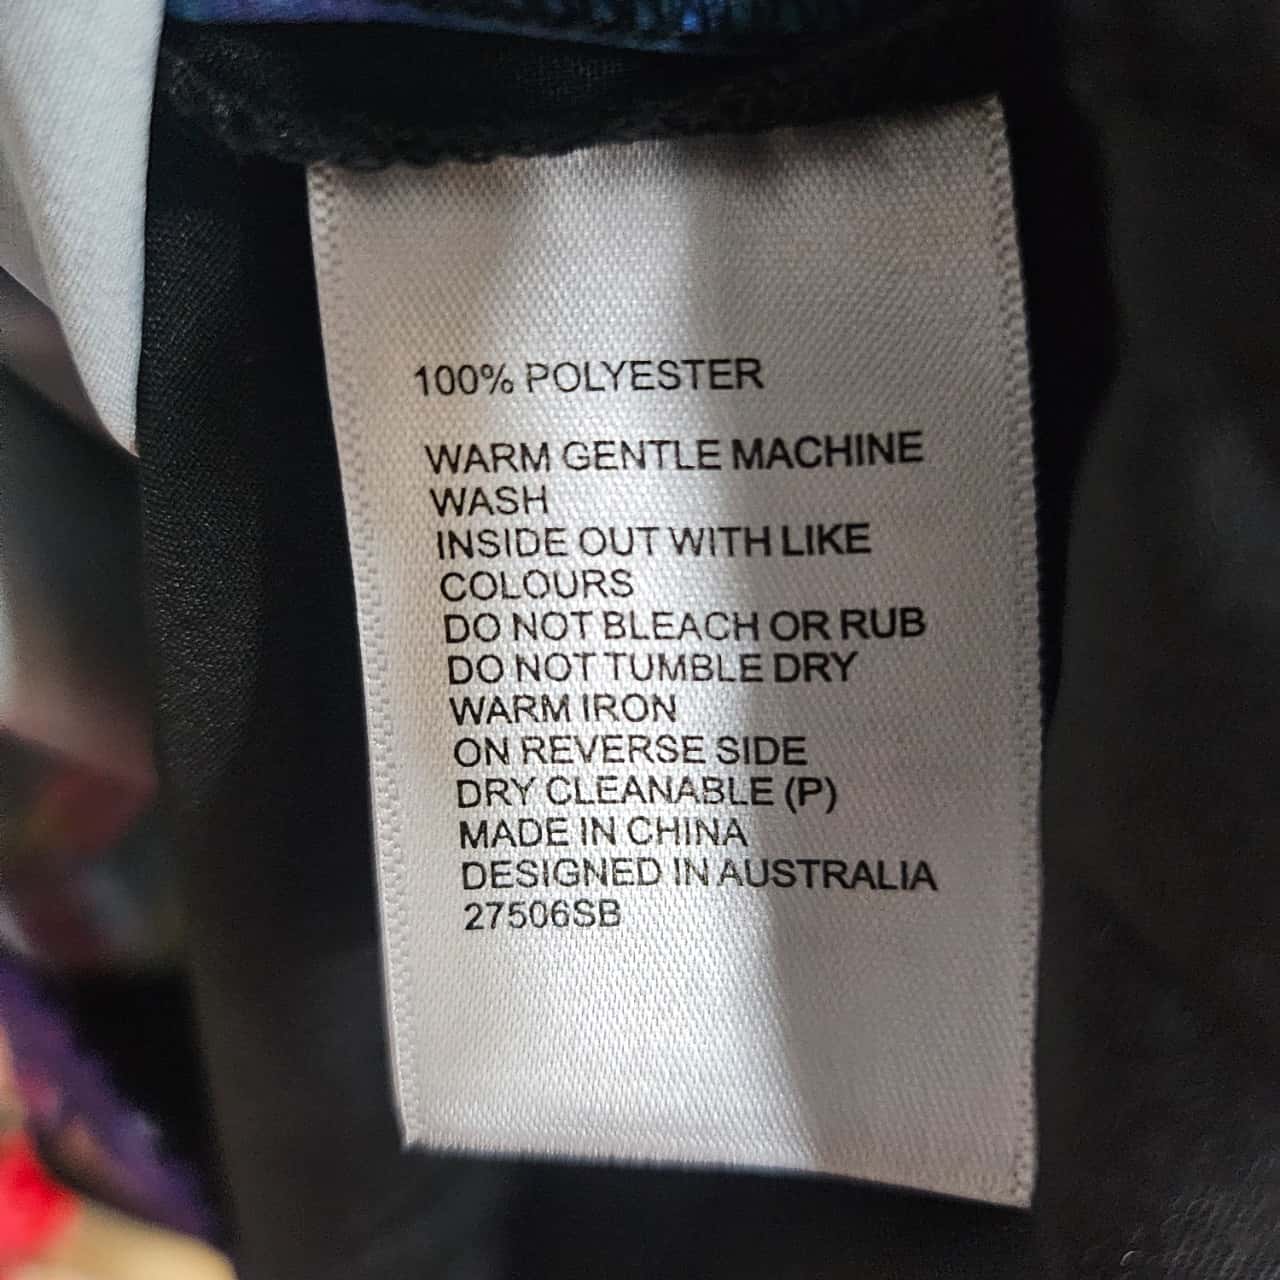 100% POLYESTER
WARM GENTLE MACHINE
WASH
INSIDE OUT WITH LIKE
COLOURS
DO NOT BLEACH OR RUB
DO NOT TUMBLE DRY
WARM IRON
ON REVERSE SIDE
DRY CLEANABLE (P)
MADE IN CHINA
DESIGNED IN AUSTRALIA
27506SB